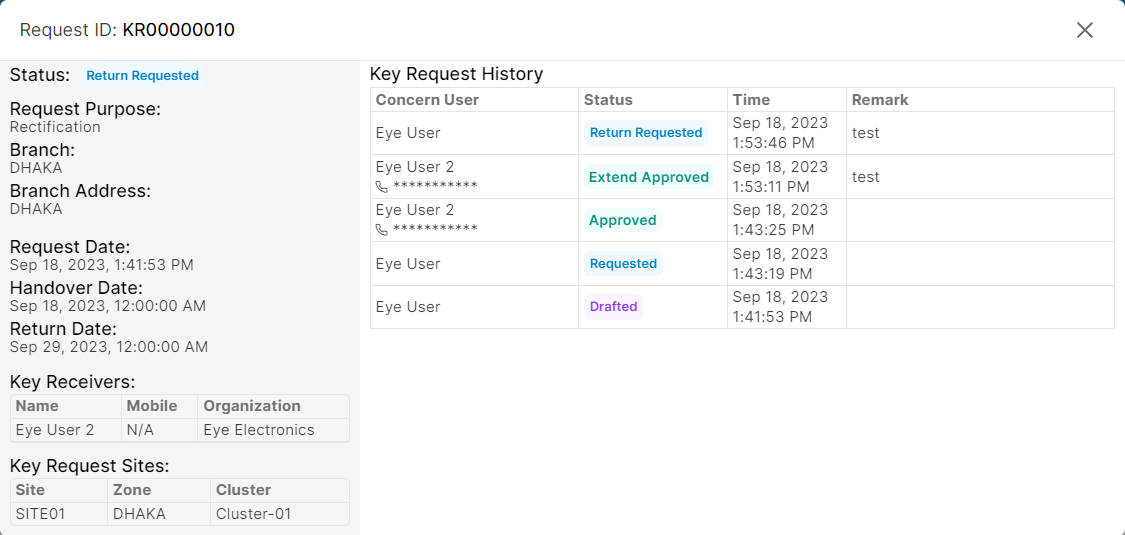 Request ID: KR00000010
Status: Return Requested
Request Purpose:
Rectification
Branch:
DHAKA
Branch Address:
DHAKA
Request Date:
Sep 18, 2023, 1:41:53 PM
Handover Date:
Sep 18, 2023, 12:00:00 AM
Return Date:
Sep 29, 2023, 12:00:00 AM
Key Receivers:
Name Mobile Organization
Eye User 2 N/A Eye Electronics
Key Request Sites:
Site Zone Cluster
SITE01 DHAKA Cluster-01
Key Request History
Concern User Status Time Remark
Eye User Return Requested Sep 18, 2023 1:53:46 PM test
Eye User 2 *********** Extend Approved Sep 18, 2023 1:53:11 PM test
Eye User 2 *********** Approved Sep 18, 2023 1:43:25 PM
Eye User Requested Sep 18, 2023 1:43:19 PM
Eye User Drafted Sep 18, 2023 1:41:53 PM